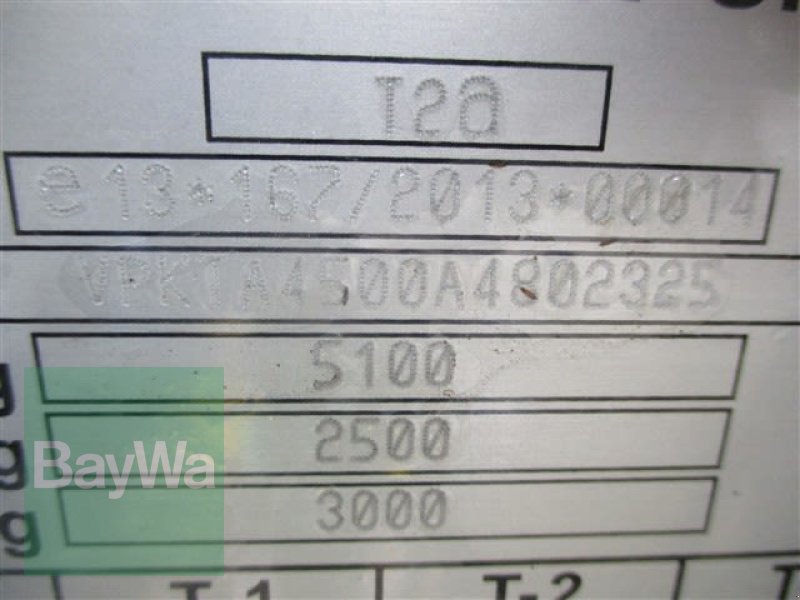 T2a
e13*167/2013*00014
VPKTA4500A4802325
5100
2500
3000
BayWa
g
g
T-1 T-2 T